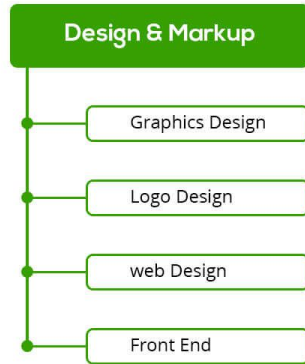 Design & Markup
Graphics Design
Logo Design
web Design
Front End